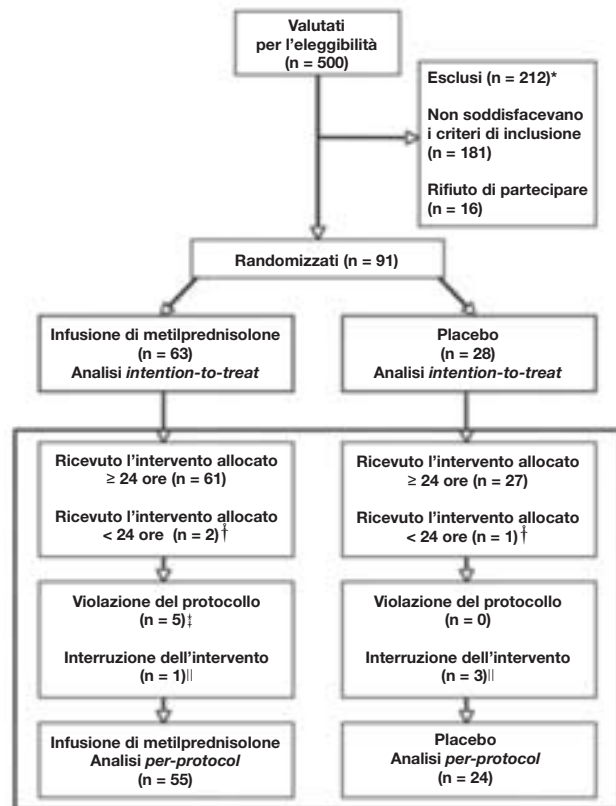 Valutati
per l'eleggibilità
(n = 500)
Esclusi (n = 212)*
Non soddisfacevano
i criteri di inclusione
(n = 181)
Rifiuto di partecipare
(n = 16)
Randomizzati (n = 91)
Infusione di metilprednisolone
(n = 63)
Analisi intention-to-treat
Placebo
(n = 28)
Analisi intention-to-treat
Ricevuto l'intervento allocato
≥ 24 ore (n = 61)
Ricevuto l'intervento allocato
< 24 ore (n = 2)†
Ricevuto l'intervento allocato
≥ 24 ore (n = 27)
Ricevuto l'intervento allocato
< 24 ore (n = 1)†
Violazione del protocollo
(n = 5)‡
Interruzione dell'intervento
(n = 1)||
Violazione del protocollo
(n = 0)
Interruzione dell'intervento
(n = 3)||
Infusione di metilprednisolone
Analisi per-protocol
(n = 55)
Placebo
Analisi per-protocol
(n = 24)